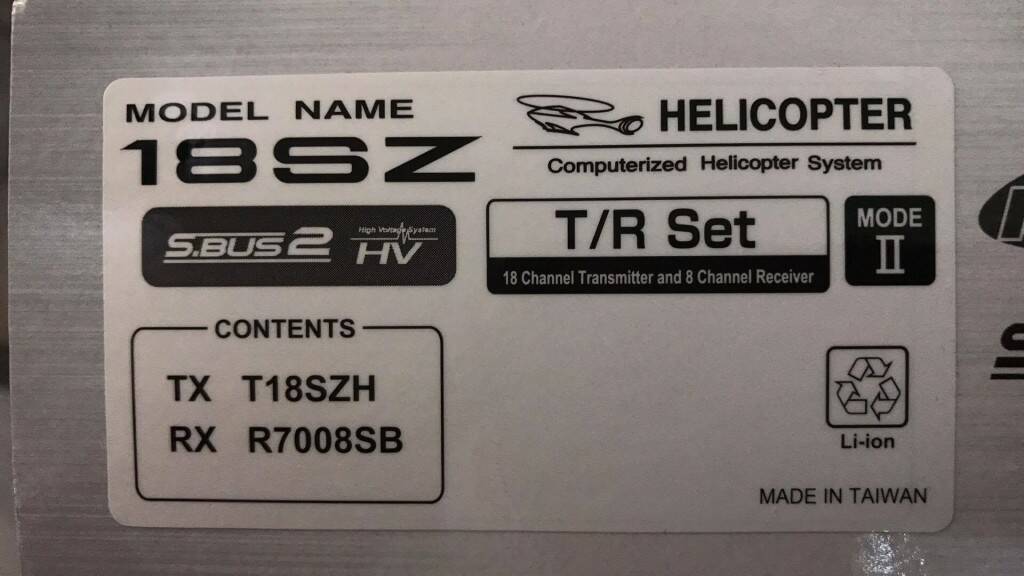 MODEL NAME
18SZ
HELICOPTER
Computerized Helicopter System
S.BUS2
High Voltage System
HV
T/R Set
18 Channel Transmitter and 8 Channel Receiver
MODE
II
CONTENTS
TX T18SZH
RX R7008SB
Li-ion
MADE IN TAIWAN